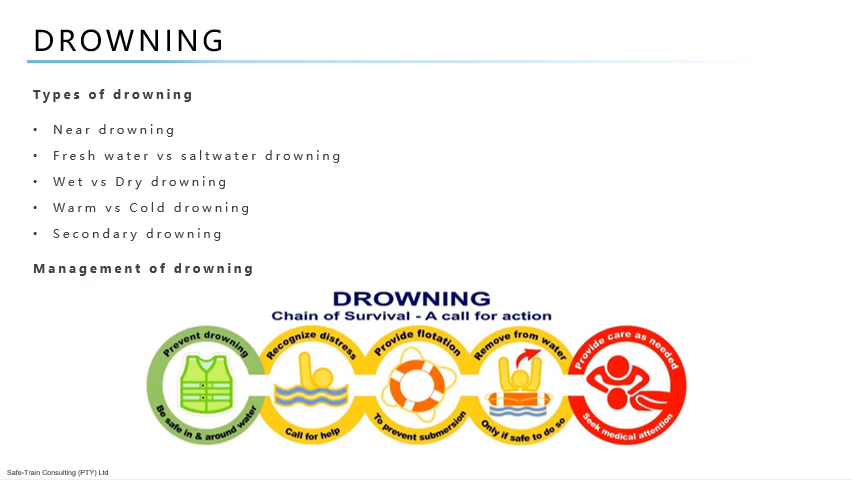 DROWNING
Types of drowning
• Near drowning
• Fresh water vs saltwater drowning
• Wet vs Dry drowning
• Warm vs Cold drowning
• Secondary drowning
Management of drowning
DROWNING
Chain of Survival - A call for action
Prevent drowning
Be safe in & around water
Recognize distress
Call for help
Provide flotation
To prevent submersion
Remove from water
Only if safe to do so
Provide care as needed
Seek medical attention
Safe-Train Consulting (PTY) Ltd